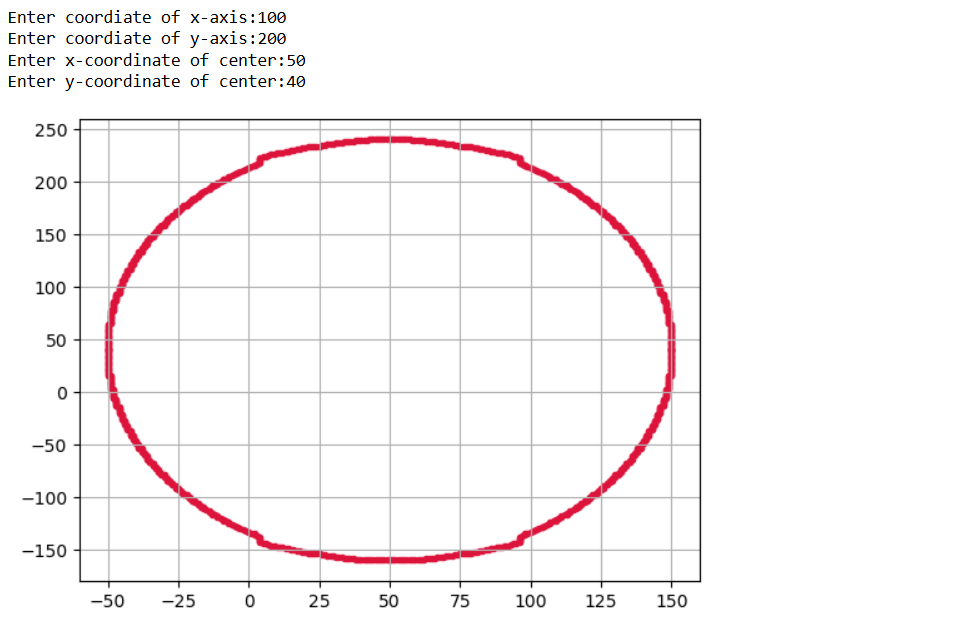 Enter coordiate of x-axis:100
Enter coordiate of y-axis:200
Enter x-coordinate of center:50
Enter y-coordinate of center:40
250
200
150
100
50
0
−50
−100
−150
−50 −25 0 25 50 75 100 125 150